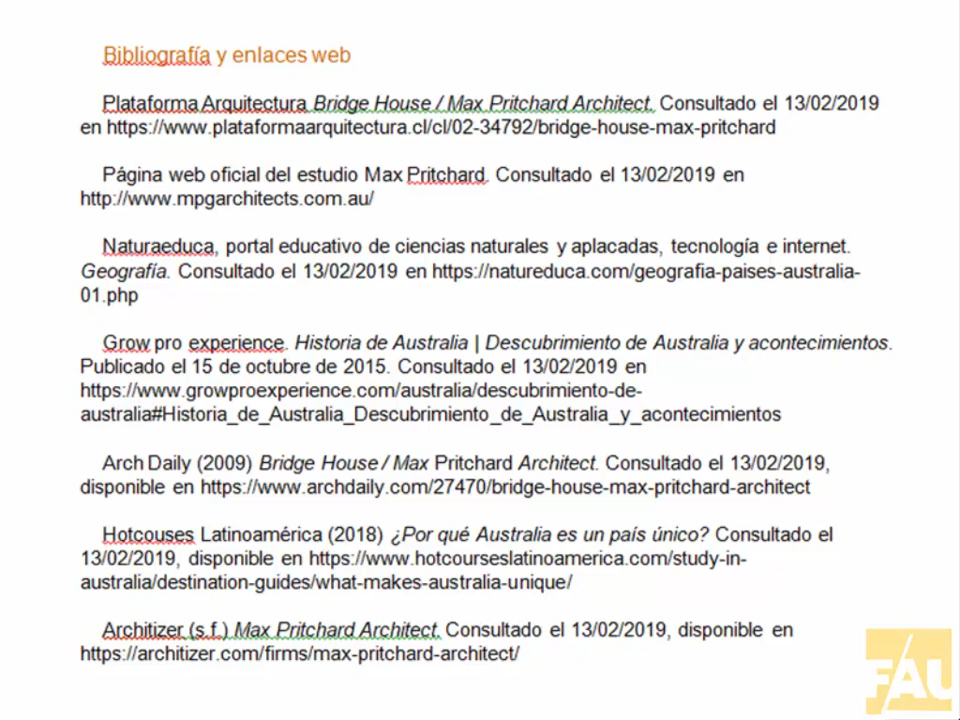 Bibliografía y enlaces web
Plataforma Arquitectura Bridge House / Max Pritchard Architect. Consultado el 13/02/2019
en https://www.plataformaarquitectura.cl/cl/02-34792/bridge-house-max-pritchard
Página web oficial del estudio Max Pritchard. Consultado el 13/02/2019 en
http://www.mpgarchitects.com.au/
Naturaeduca, portal educativo de ciencias naturales y aplacadas, tecnología e internet.
Geografía. Consultado el 13/02/2019 en https://natureduca.com/geografia-paises-australia-
01.php
Grow pro experience. Historia de Australia | Descubrimiento de Australia y acontecimientos.
Publicado el 15 de octubre de 2015. Consultado el 13/02/2019 en
https://www.growproexperience.com/australia/descubrimiento-de-
australia#Historia_de_Australia_Descubrimiento_de_Australia_y_acontecimientos
Arch Daily (2009) Bridge House / Max Pritchard Architect. Consultado el 13/02/2019,
disponible en https://www.archdaily.com/27470/bridge-house-max-pritchard-architect
Hotcouses Latinoamérica (2018) ¿Por qué Australia es un país único? Consultado el
13/02/2019, disponible en https://www.hotcourseslatinoamerica.com/study-in-
australia/destination-guides/what-makes-australia-unique/
Architizer (s.f.) Max Pritchard Architect. Consultado el 13/02/2019, disponible en
https://architizer.com/firms/max-pritchard-architect/
FAU